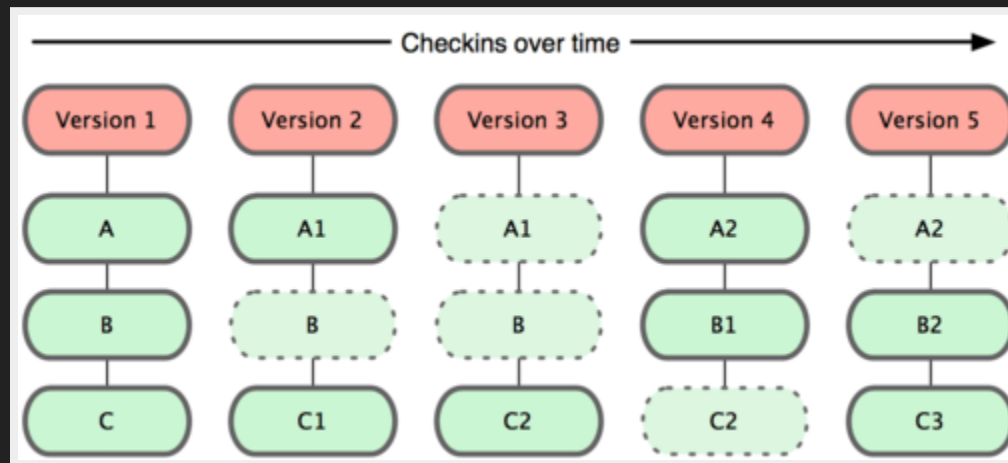 Checkins over time
Version 1 Version 2 Version 3 Version 4 Version 5
A A1 A1 A2 A2
B B B B1 B2
C C1 C2 C2 C3